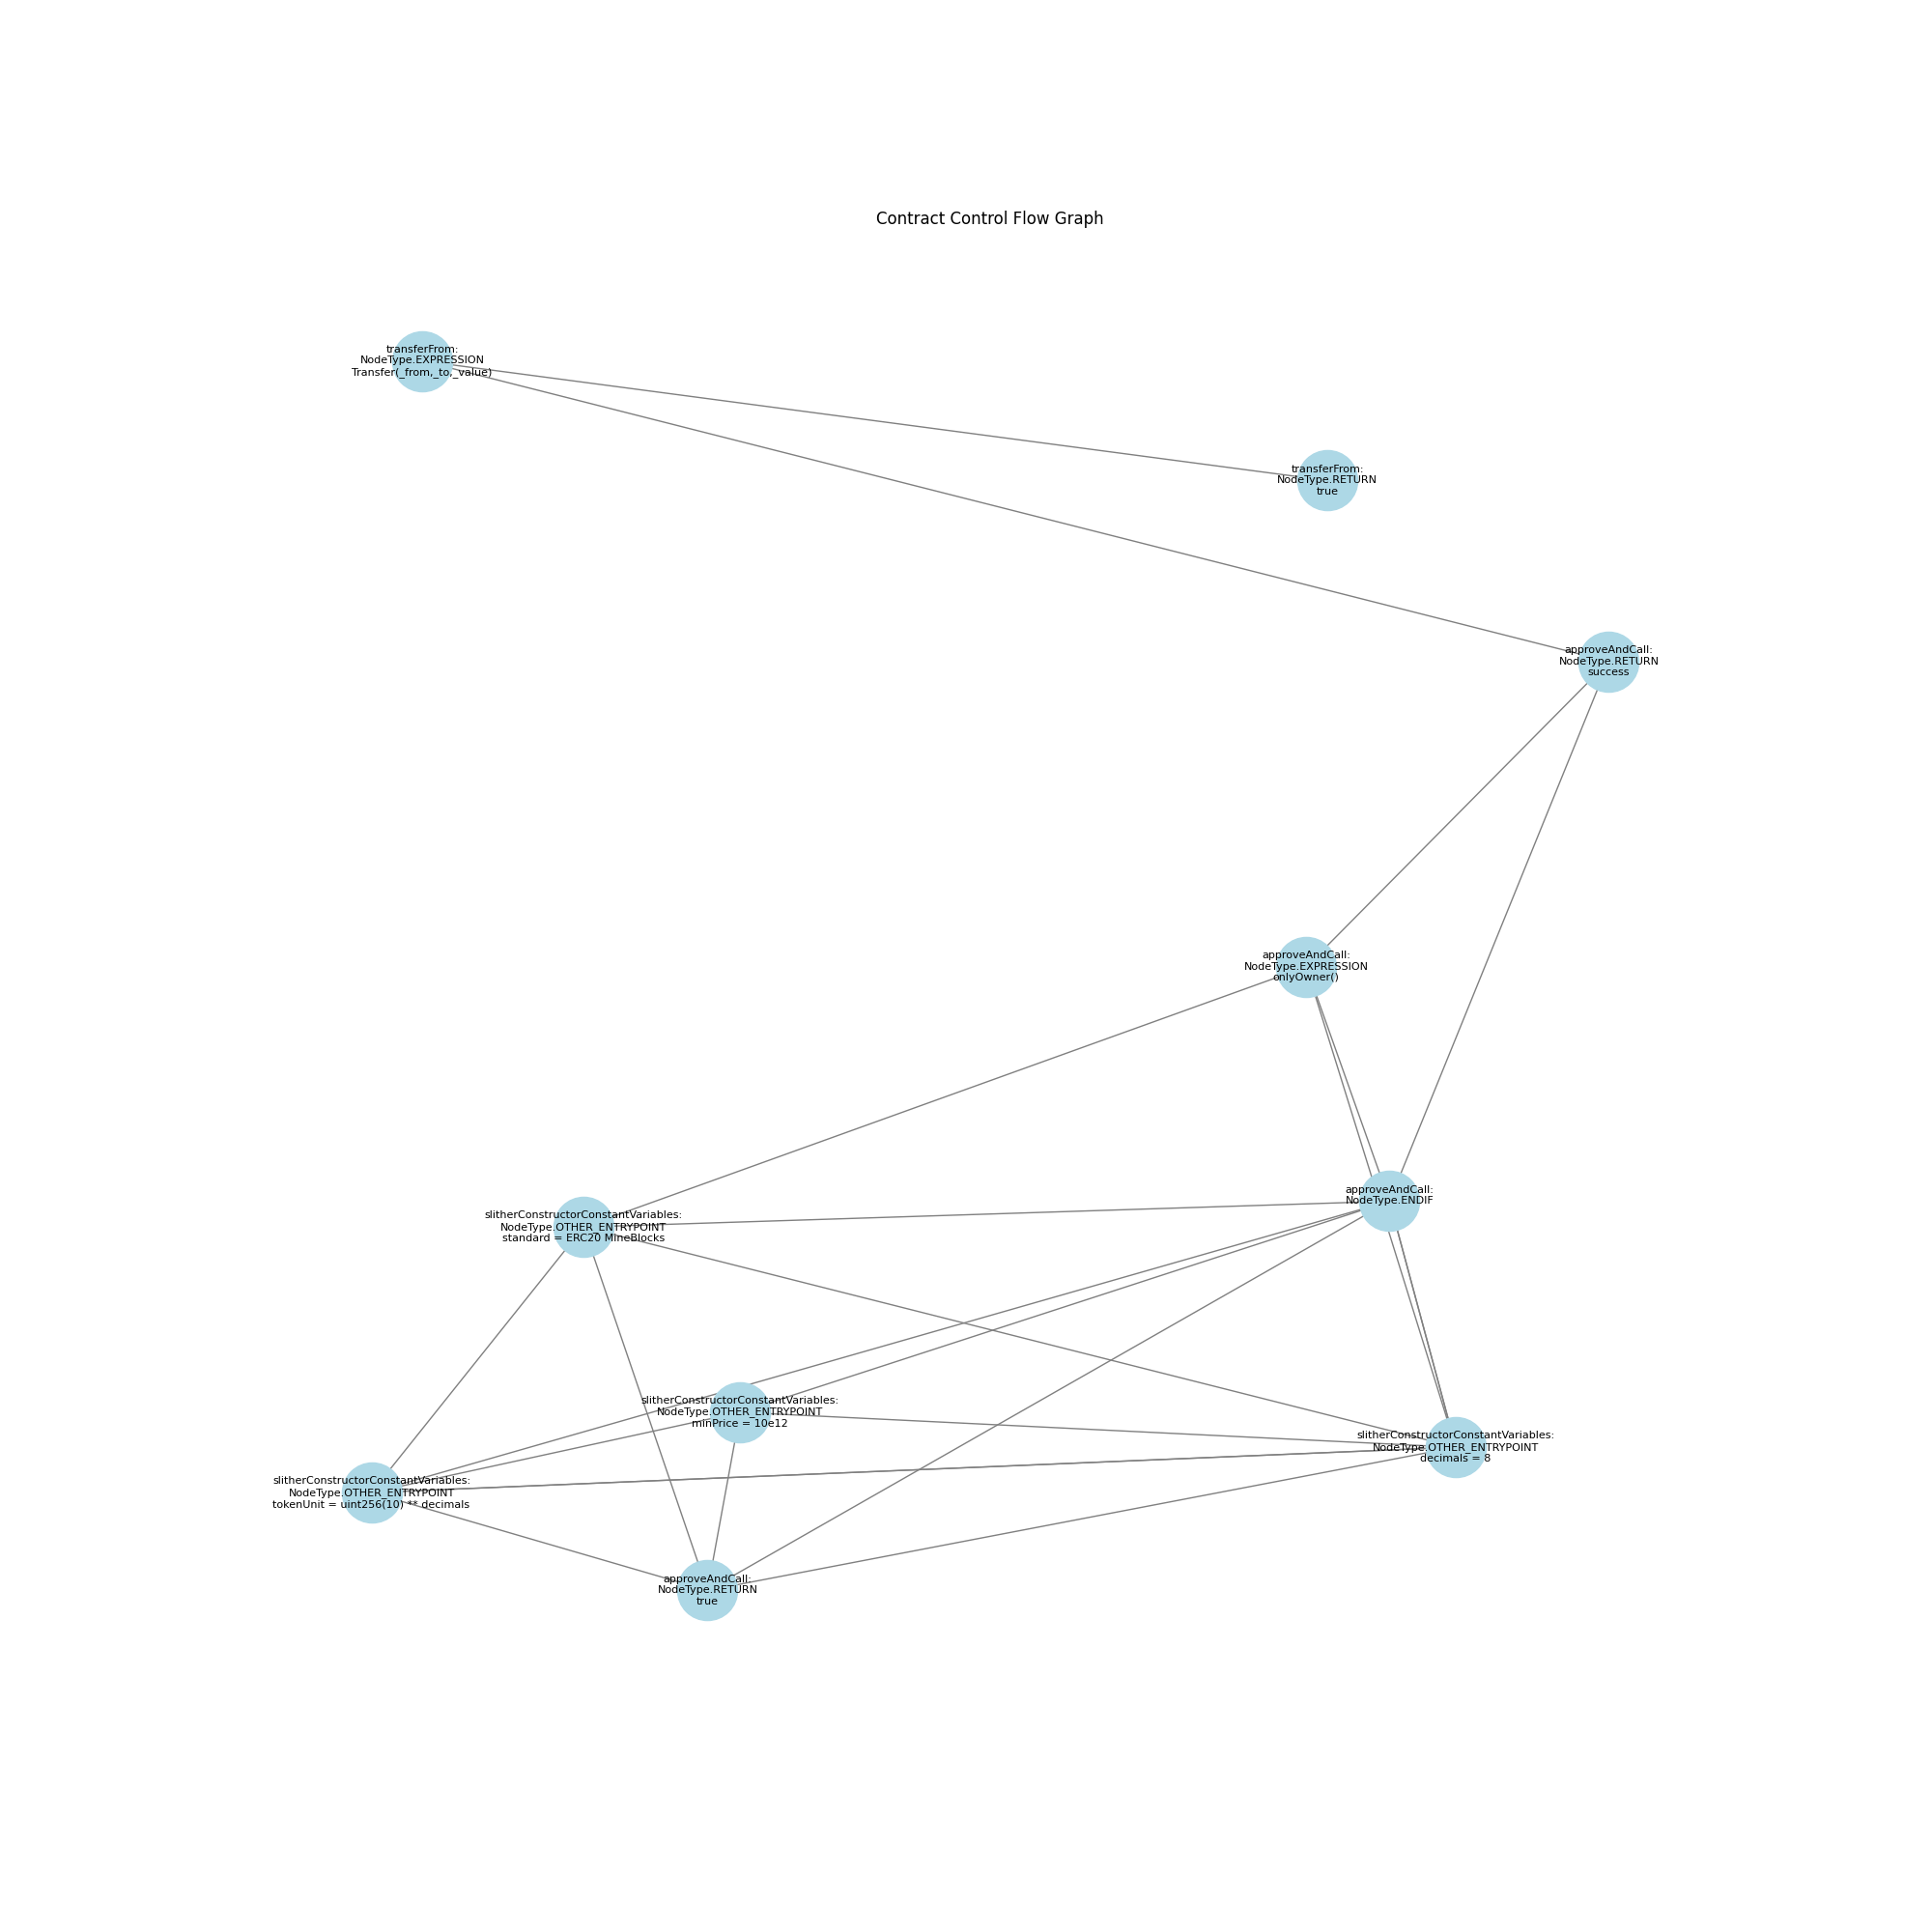 Contract Control Flow Graph
transferFrom:
NodeType.EXPRESSION
Transfer(_from,_to,_value)
transferFrom:
NodeType.RETURN
true
approveAndCall:
NodeType.RETURN
success
approveAndCall:
NodeType.EXPRESSION
onlyOwner()
approveAndCall:
NodeType.ENDIF
slitherConstructorConstantVariables:
NodeType.OTHER_ENTRYPOINT
standard = ERC20 MineBlocks
slitherConstructorConstantVariables:
NodeType.OTHER_ENTRYPOINT
minPrice = 10e12
slitherConstructorConstantVariables:
NodeType.OTHER_ENTRYPOINT
decimals = 8
slitherConstructorConstantVariables:
NodeType.OTHER_ENTRYPOINT
tokenUnit = uint256(10) ** decimals
approveAndCall:
NodeType.RETURN
true